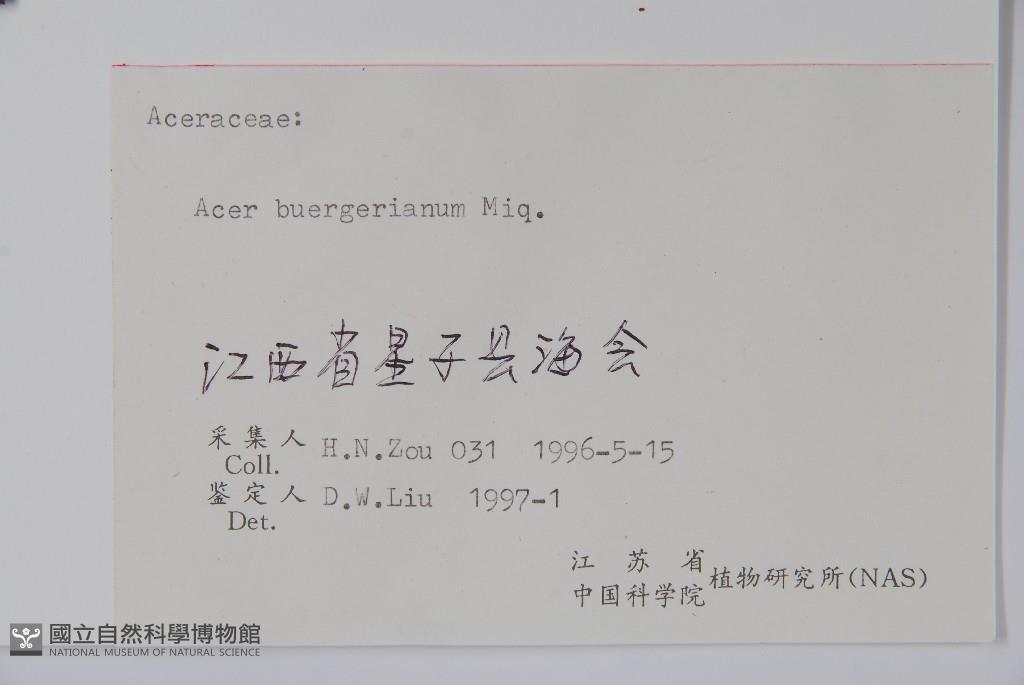 Aceraceae:
Acer buergerianum Miq.
江西省星子县海会
采集人 H.N.Zou 031 1996-5-15
Coll.
鉴定人 D.W.Liu 1997-1
Det.
江苏省
中国科学院植物研究所(NAS)
國立自然科學博物館
NATIONAL MUSEUM OF NATURAL SCIENCE